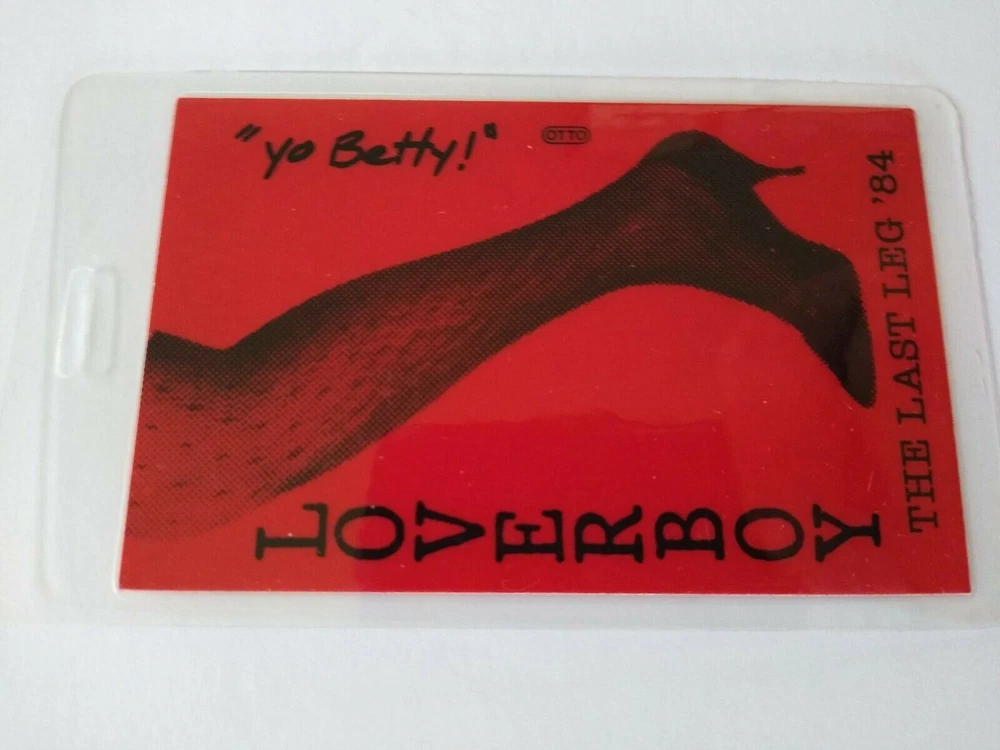 "yo Betty!"
OTTO
LOVERBOY
THE LAST LEG '84